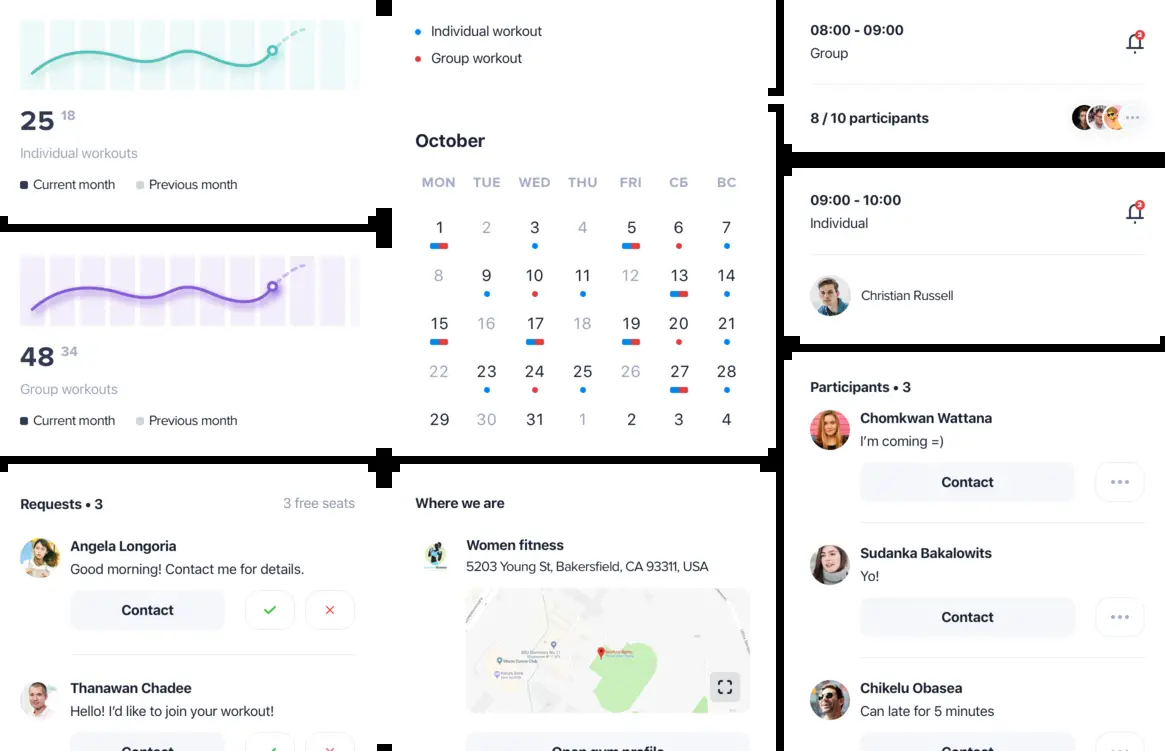 25 18
Individual workouts
Current month Previous month
48 34
Group workouts
Current month Previous month
Requests • 3 3 free seats
Angela Longoria
Good morning! Contact me for details.
Contact
Thanawan Chadee
Hello! I'd like to join your workout!
Contact
Individual workout
Group workout
October
MON TUE WED THU FRI СБ ВС
1 2 3 4 5 6 7
8 9 10 11 12 13 14
15 16 17 18 19 20 21
22 23 24 25 26 27 28
29 30 31 1 2 3 4
Where we are
Women fitness
5203 Young St, Bakersfield, CA 93311, USA
Open gym profile
08:00 - 09:00
Group
8 / 10 participants
09:00 - 10:00
Individual
Christian Russell
Participants • 3
Chomkwan Wattana
I'm coming =)
Contact
Sudanka Bakalowits
Yo!
Contact
Chikelu Obasea
Can late for 5 minutes
Contact